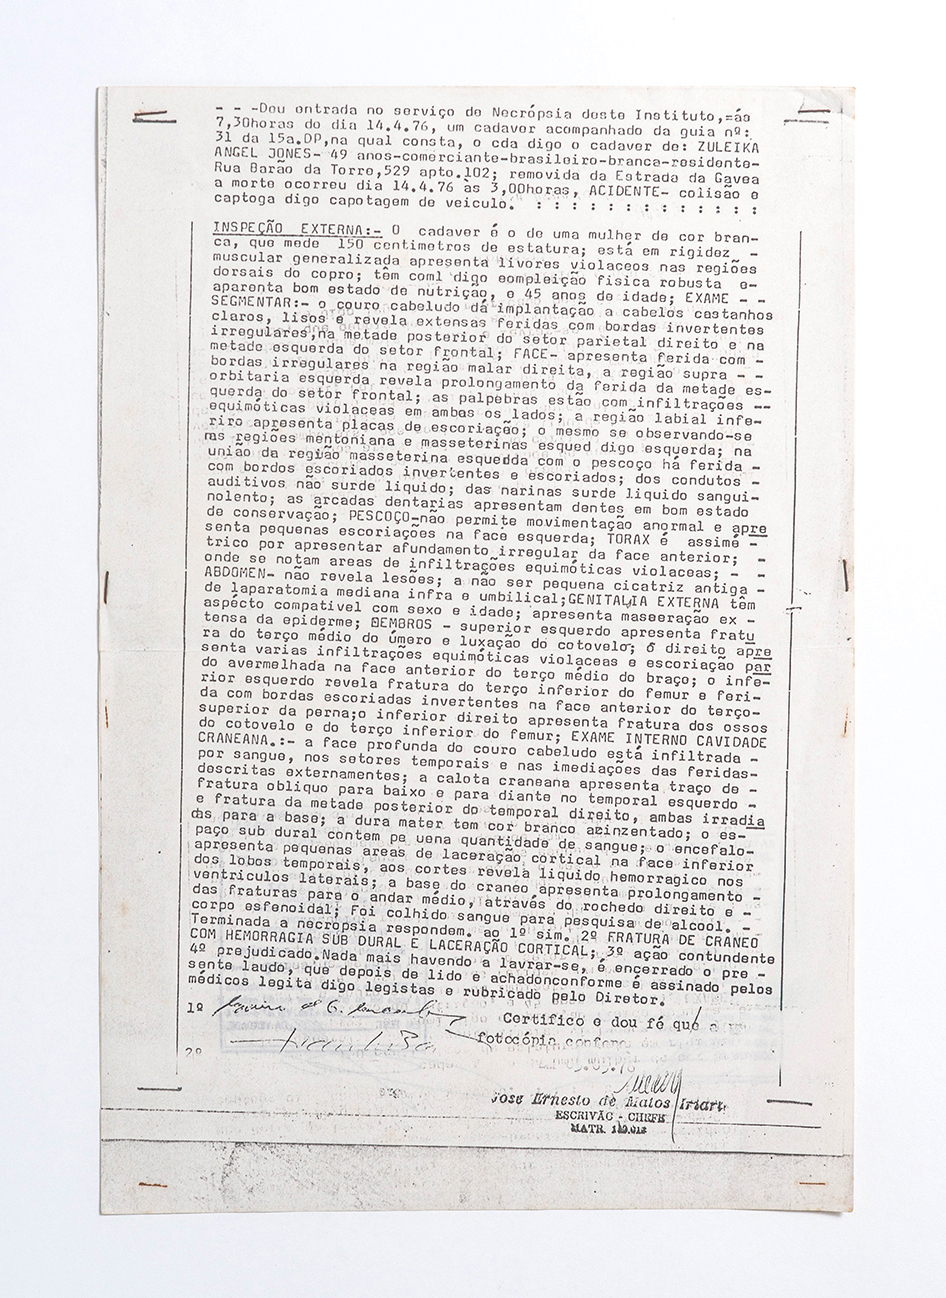 - - -Dou entrada no serviço de Necrópsia deste Instituto,=ás
7,30horas do dia 14.4.76, um cadaver acompanhado da guia nº:
31 da 15a.DP,na qual consta, o cda digo o cadaver de: ZULEIKA
ANGEL JONES- 49 anos-comerciante-brasileiro-branca-residente-
Rua Barão da Torre,529 apto.102; removida da Estrada da Gavea
a morte ocorreu dia 14.4.76 às 3,00horas, ACIDENTE- colisão e
captoga digo capotagem de veiculo. : : : : : : : : : : : : :
INSPEÇÃO EXTERNA:- O cadaver é o de uma mulher de cor bran-
ca, que mede 150 centimetros de estatura; está em rigidez -
muscular generalizada apresenta livores violaceos nas regiões
dorsais do copro; têm coml digo compleição fisica robusta e-
aparenta bom estado de nutrição, e 45 anos de idade; EXAME - -
SEGMENTAR:- o couro cabeludo dá implantação a cabelos castanhos
claros, lisos e revela extensas feridas com bordas invertentes
irregulares,na metade posterior do setor parietal direito e na
metade esquerda do setor frontal; FACE- apresenta ferida com -
bordas irregulares na região malar direita, a região supra - -
orbitaria esquerda revela prolongamento da ferida da metade es-
querda do setor frontal; as palpebras estão com infiltrações --
equimóticas violaceas em ambas os lados; a região labial infe-
riro apresenta placas de escoriação; o mesmo se observando-se
nas regiões mentoniana e masseterinas esqued digo esquerda; na
união da região masseterina esquedda com o pescoço há ferida -
com bordos escoriados invertentes e escoriados; dos condutos -
auditivos não surde liquido; das narinas surde liquido sangui-
nolento; as arcadas dentarias apresentam dentes em bom estado
de conservação; PESCOÇO-não permite movimentação anormal e apre
senta pequenas escoriações na face esquerda; TORAX é assimé -
trico por apresentar afundamento irregular da face anterior; -
onde se notam areas de infiltrações equimóticas violaceas; - -
ABDOMEN- não revela lesões; a não ser pequena cicatriz antiga -
de laparatomia mediana infra e umbilical;GENITALIA EXTERNA têm
aspécto compativel com sexo e idade; apresenta maseeração ex -
tensa da epiderme; MEMBROS - superior esquerdo apresenta fratu
ra do terço médio do úmero e luxação do cotovelo; o direito apre
senta varias infiltrações equimóticas violaceas e escoriação par
do avermelhada na face anterior do terço médio do braço; o infe-
rior esquerdo revela fratura do terço inferior do femur e feri-
da com bordas escoriadas invertentes na face anterior do terço-
superior da perna;o inferior direito apresenta fratura dos ossos
do cotovelo e do terço inferior do femur; EXAME INTERNO CAVIDADE
CRANEANA.:- a face profunda do couro cabeludo está infiltrada -
por sangue, nos setores temporais e nas imediações das feridas-
descritas externamentes; a calota craneana apresenta traço de -
fratura obliquo para baixo e para diante no temporal esquerdo -
e fratura da metade posterior do temporal direito, ambas irradia
das para a base; a dura mater tem cor branco acinzentado; o es-
paço sub dural contem pe uena quantidade de sangue; o encefalo-
apresenta pequenas areas de laceração cortical na face inferior
dos lobos temporais, aos cortes revela liquido hemorragico nos
ventriculos laterais; a base do craneo apresenta prolongamento -
das fraturas para o andar médio, através do rochedo direito e -
corpo esfenoidal; Foi colhido sangue para pesquisa de alcool. -
Terminada a necrópsia respondem. ao 1º sim. 2º FRATURA DE CRANEO
COM HEMORRAGIA SUB DURAL E LACERAÇÃO CORTICAL; 3º ação contundente
4º prejudicado.Nada mais havendo a lavrar-se, é encerrado o pre -
sente laudo, que depois de lido e achadonconforme é assinado pelos
médicos legita digo legistas e rubricado pelo Diretor.
1º
Certifico e dou fé que a
fotocópia confere
2º
José Ernesto de Matos Iriart
ESCRIVÃO - CHEFE
MATR.